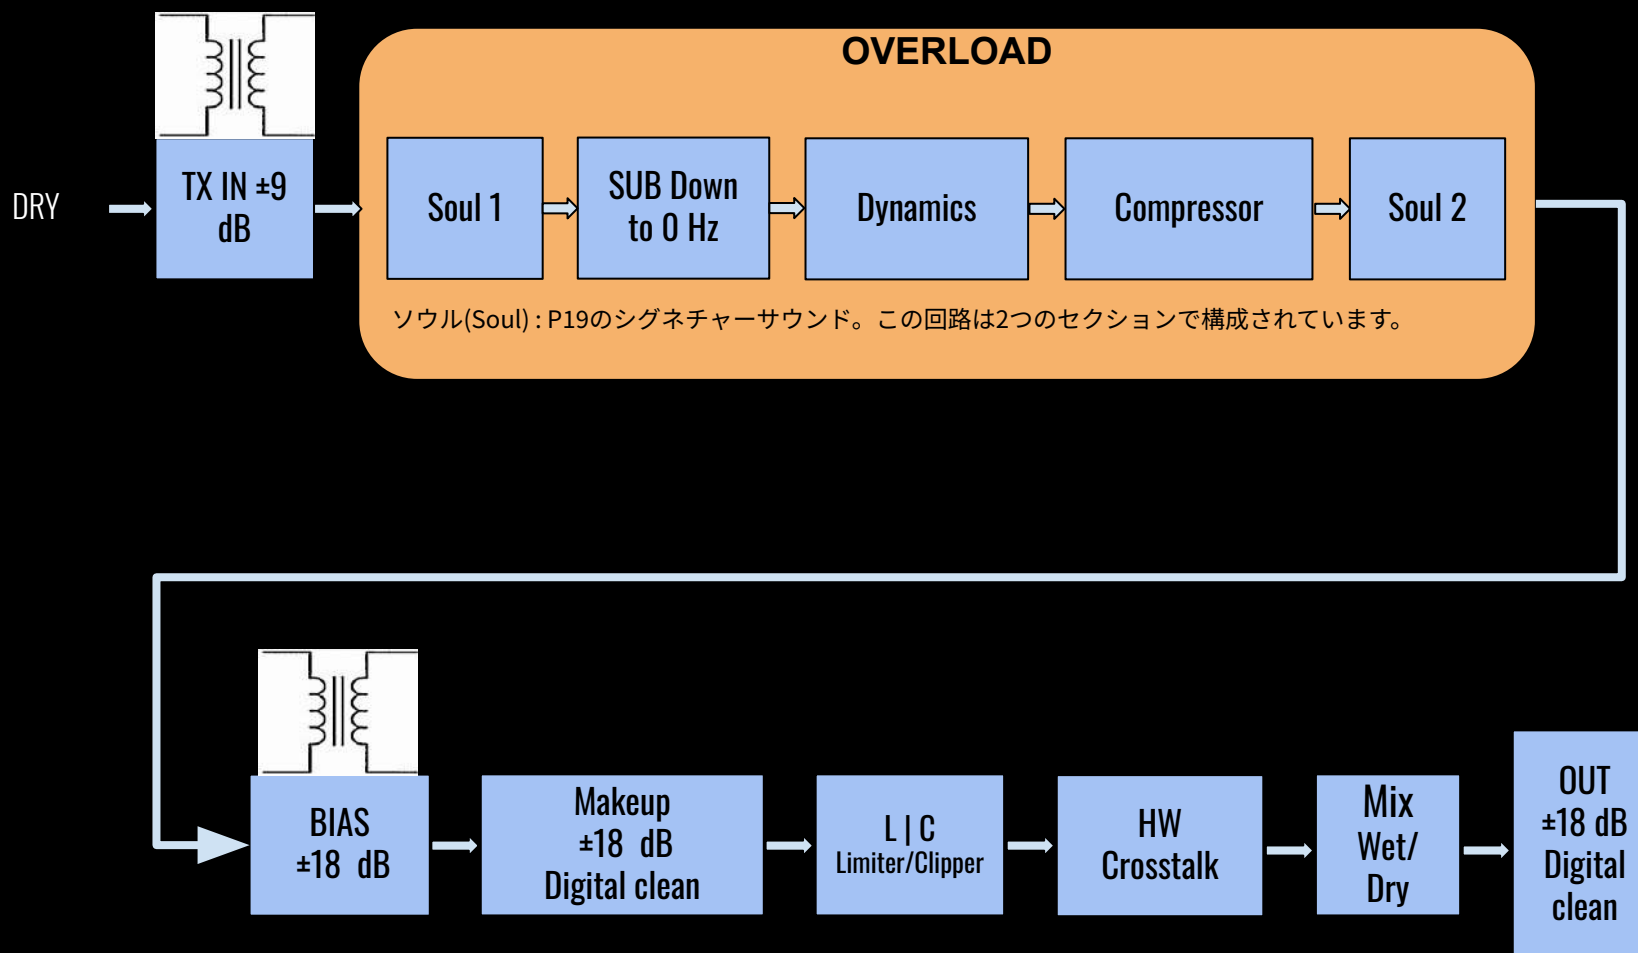 OVERLOAD
DRY
TX IN ±9
dB
Soul 1
SUB Down
to 0 Hz
Dynamics
Compressor
Soul 2
ソウル(Soul) : P19のシグネチャーサウンド。この回路は2つのセクションで構成されています。
BIAS
±18 dB
Makeup
±18 dB
Digital clean
L | C
Limiter/Clipper
HW
Crosstalk
Mix
Wet/
Dry
OUT
±18 dB
Digital
clean